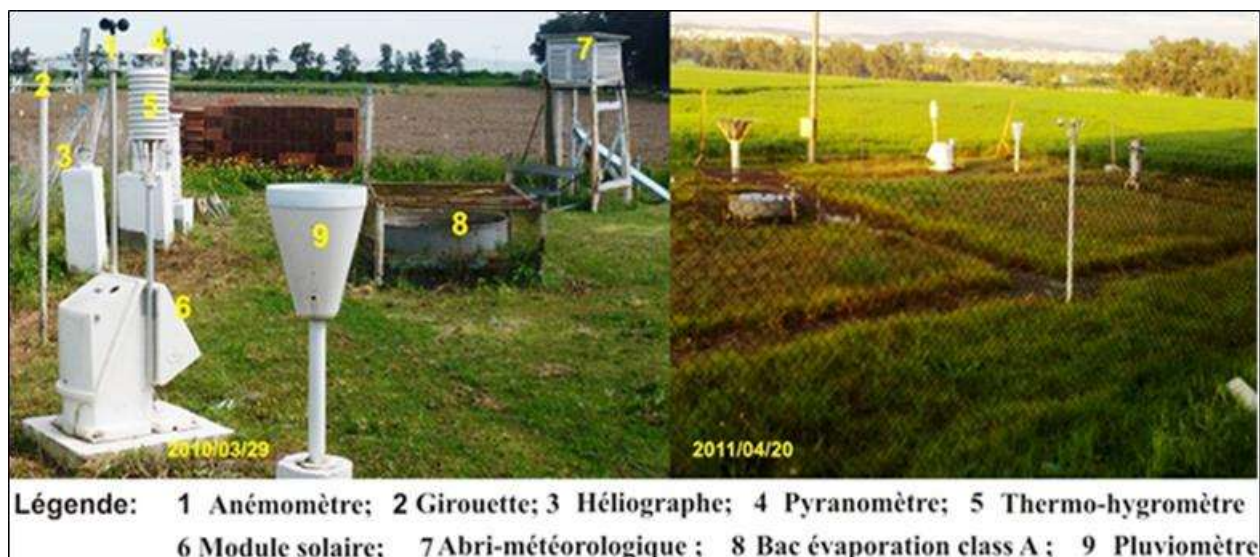 1 4 7
2 5
3
9 8
6
2010/03/29 2011/04/20
Légende: 1 Anémomètre; 2 Girouette; 3 Héliographe; 4 Pyranomètre; 5 Thermo-hygromètre
6 Module solaire; 7 Abri-météorologique ; 8 Bac évaporation class A ; 9 Pluviomètre